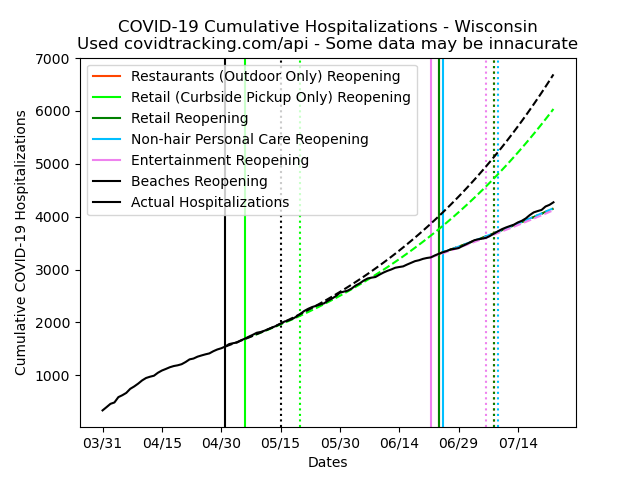 COVID-19 Cumulative Hospitalizations - Wisconsin
Used covidtracking.com/api - Some data may be innacurate
7000
6000
5000
4000
3000
2000
1000
Cumulative COVID-19 Hospitalizations
Restaurants (Outdoor Only) Reopening
Retail (Curbside Pickup Only) Reopening
Retail Reopening
Non-hair Personal Care Reopening
Entertainment Reopening
Beaches Reopening
Actual Hospitalizations
03/31 04/15 04/30 05/15 05/30 06/14 06/29 07/14
Dates